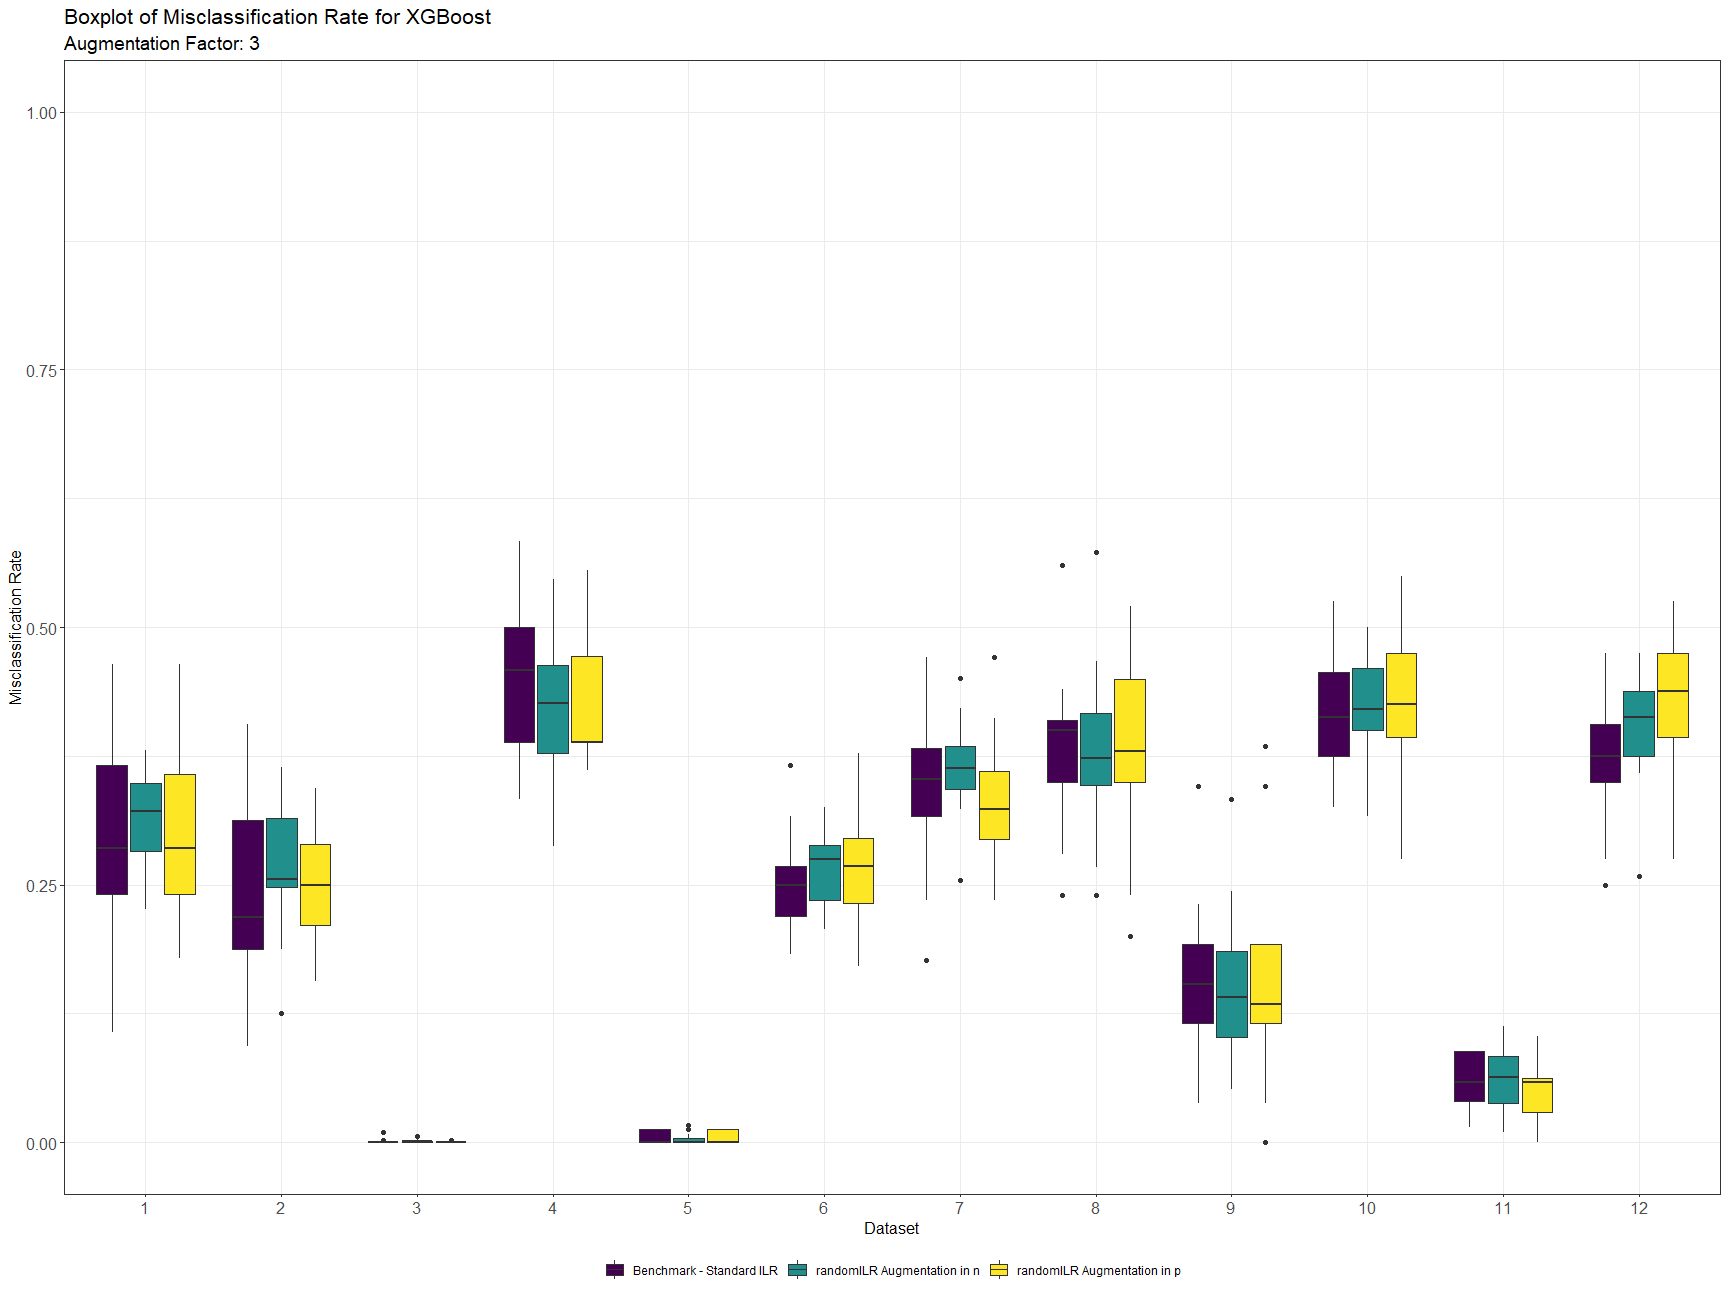 Boxplot of Misclassification Rate for XGBoost
Augmentation Factor: 3
1.00
0.75
0.50
0.25
0.00
Misclassification Rate
1 2 3 4 5 6 7 8 9 10 11 12
Dataset
Benchmark - Standard ILR randomILR Augmentation in n randomILR Augmentation in p